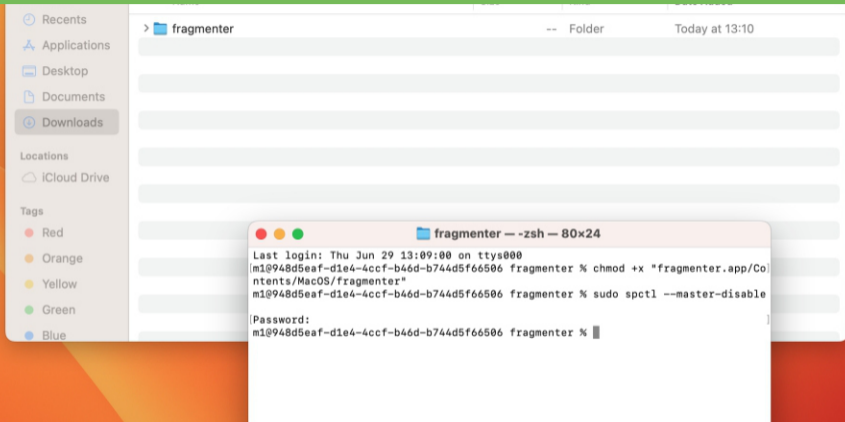 Recents
Applications
Desktop
Documents
Downloads
Locations
iCloud Drive
Tags
Red
Orange
Yellow
Green
Blue
fragmenter -- Folder Today at 13:10
fragmenter — -zsh — 80×24
Last login: Thu Jun 29 13:09:00 on ttys000
[m1@948d5eaf-d1e4-4ccf-b46d-b744d5f66506 fragmenter % chmod +x "fragmenter.app/Co]
ntents/MacOS/fragmenter"
m1@948d5eaf-d1e4-4ccf-b46d-b744d5f66506 fragmenter % sudo spctl --master-disable
[Password: ]
m1@948d5eaf-d1e4-4ccf-b46d-b744d5f66506 fragmenter %